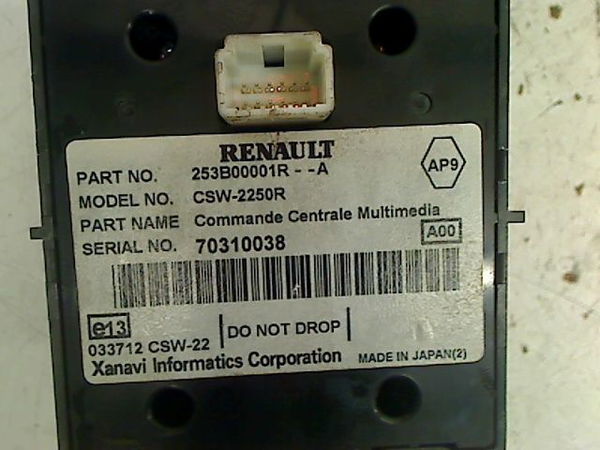 RENAULT
AP9
PART NO. 253B00001R - -A
MODEL NO. CSW-2250R
PART NAME Commande Centrale Multimedia
SERIAL NO. 70310038
A00
e13
DO NOT DROP
033712 CSW-22
Xanavi Informatics Corporation MADE IN JAPAN(2)